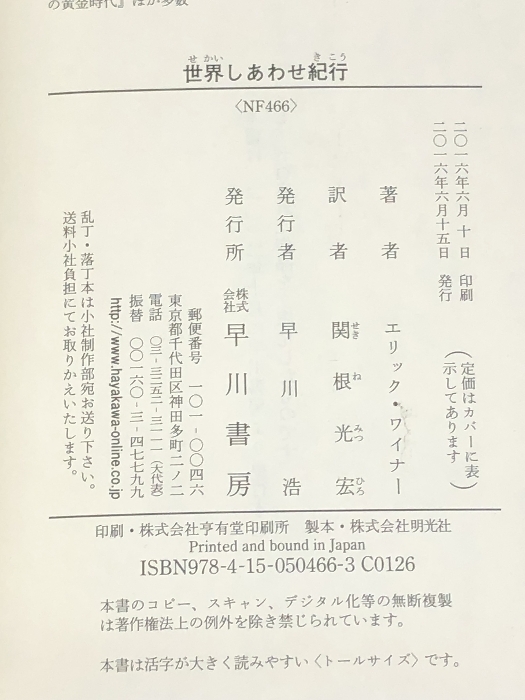 の黄金時代』ほか多数
せかい きこう
世界しあわせ紀行
〈NF466〉
二〇一六年六月十日 印刷
二〇一六年六月十五日 発行
(定価はカバーに表
示してあります)
著者 エリック・ワイナー
訳者 関根光宏
せき ね みつ ひろ
発行者 早川浩
発行所 株式会社 早川書房
郵便番号 一〇一-〇〇四六
東京都千代田区神田多町二ノ二
電話 〇三-三二五二-三一一一(大代表)
振替 〇〇一六〇-三-四七七九九
http://www.hayakawa-online.co.jp
乱丁・落丁本は小社制作部宛お送り下さい。
送料小社負担にてお取りかえいたします。
印刷・株式会社亨有堂印刷所 製本・株式会社明光社
Printed and bound in Japan
ISBN978-4-15-050466-3 C0126
本書のコピー、スキャン、デジタル化等の無断複製
は著作権法上の例外を除き禁じられています。
本書は活字が大きく読みやすい〈トールサイズ〉です。